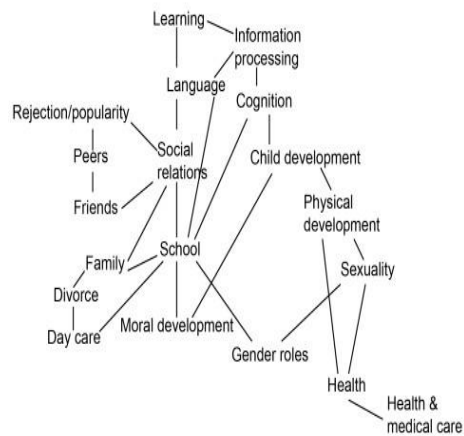 Learning
Information
processing
Language
Cognition
Rejection/popularity
Peers
Social
relations
Child development
Friends
Physical
development
School
Family
Sexuality
Divorce
Day care
Moral development
Gender roles
Health
Health &
medical care